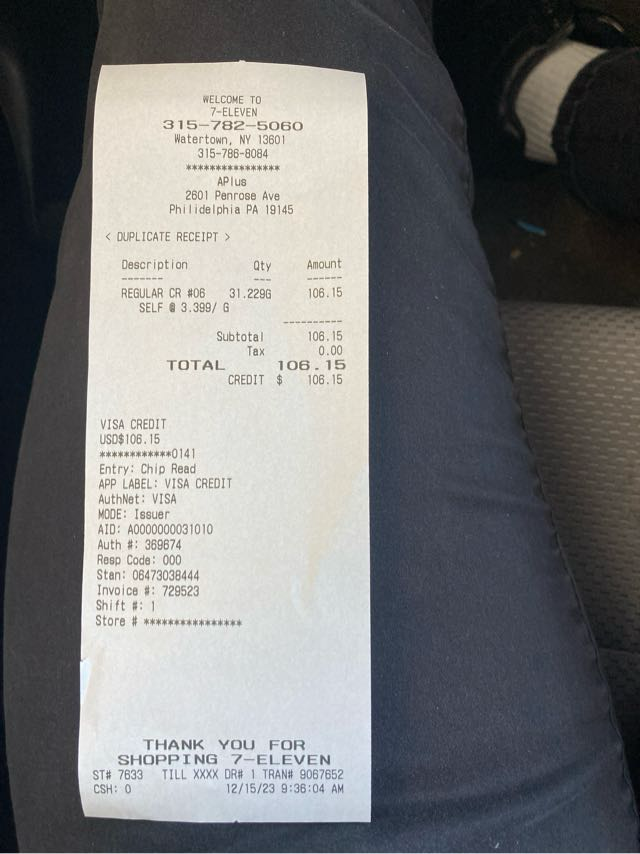 WELCOME TO
7-ELEVEN
315-782-5060
Watertown, NY 13601
315-786-8084
****************
APlus
2601 Penrose Ave
Philidelphia PA 19145
< DUPLICATE RECEIPT >
Description Qty Amount
------- --- ------
REGULAR CR #06 31.229G 106.15
SELF @ 3.399/ G
----------
Subtotal 106.15
Tax 0.00
TOTAL 106.15
CREDIT $ 106.15
VISA CREDIT
USD$106.15
************0141
Entry: Chip Read
APP LABEL: VISA CREDIT
AuthNet: VISA
MODE: Issuer
AID: A0000000031010
Auth #: 369674
Resp Code: 000
Stan: 06473038444
Invoice #: 729523
Shift #: 1
Store # ****************
THANK YOU FOR
SHOPPING 7-ELEVEN
ST# 7633 TILL XXXX DR# 1 TRAN# 9067652
CSH: 0 12/15/23 9:36:04 AM